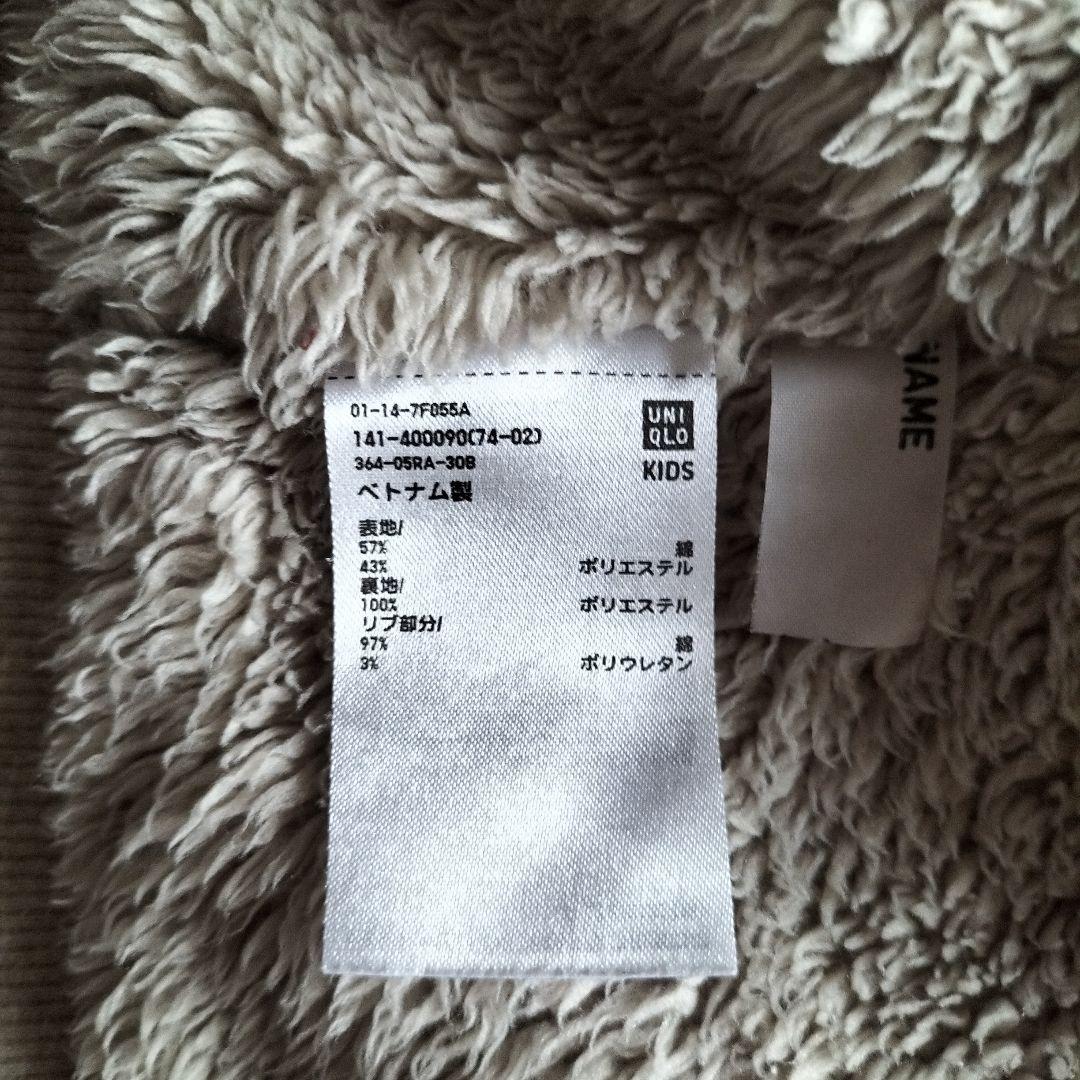 01-14-7F055A
141-400090(74-02)
364-05RA-30B
ベトナム製
UNI
QLO
KIDS
表地/
57% 綿
43% ポリエステル
裏地/
100% ポリエステル
リブ部分/
97% 綿
3% ポリウレタン
NAME